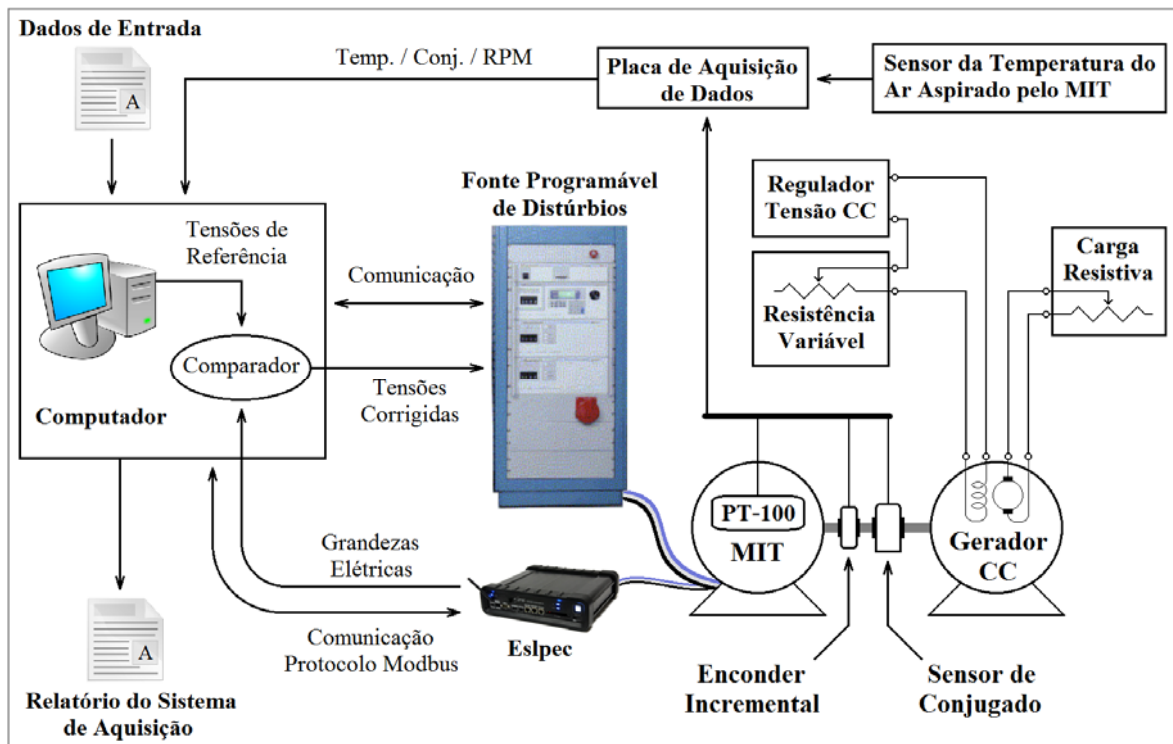 Dados de Entrada
A
Temp. / Conj. / RPM
Placa de Aquisição
de Dados
Sensor da Temperatura do
Ar Aspirado pelo MIT
Fonte Programável
de Distúrbios
Regulador
Tensão CC
Resistência
Variável
Carga
Resistiva
Tensões de
Referência
Comunicação
Comparador
Tensões
Corrigidas
Computador
PT-100
MIT
Gerador
CC
Grandezas
Elétricas
Comunicação
Protocolo Modbus
Eslpec
Enconder
Incremental
Sensor de
Conjugado
A
Relatório do Sistema
de Aquisição